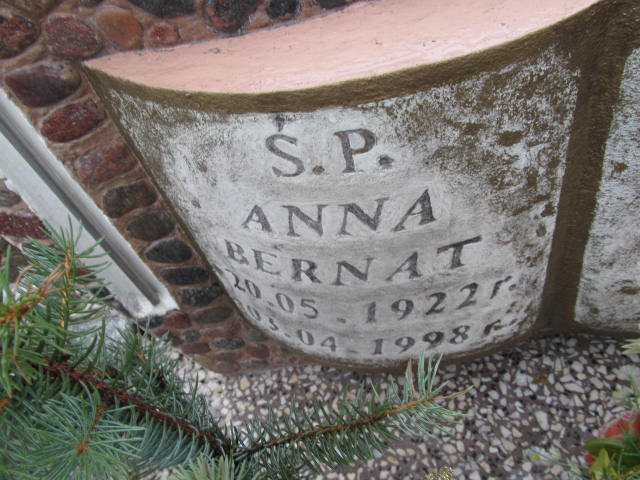 Ś.P.
ANNA
BERNAT
20.05 - 1922 r.
03.04 - 1998 r.